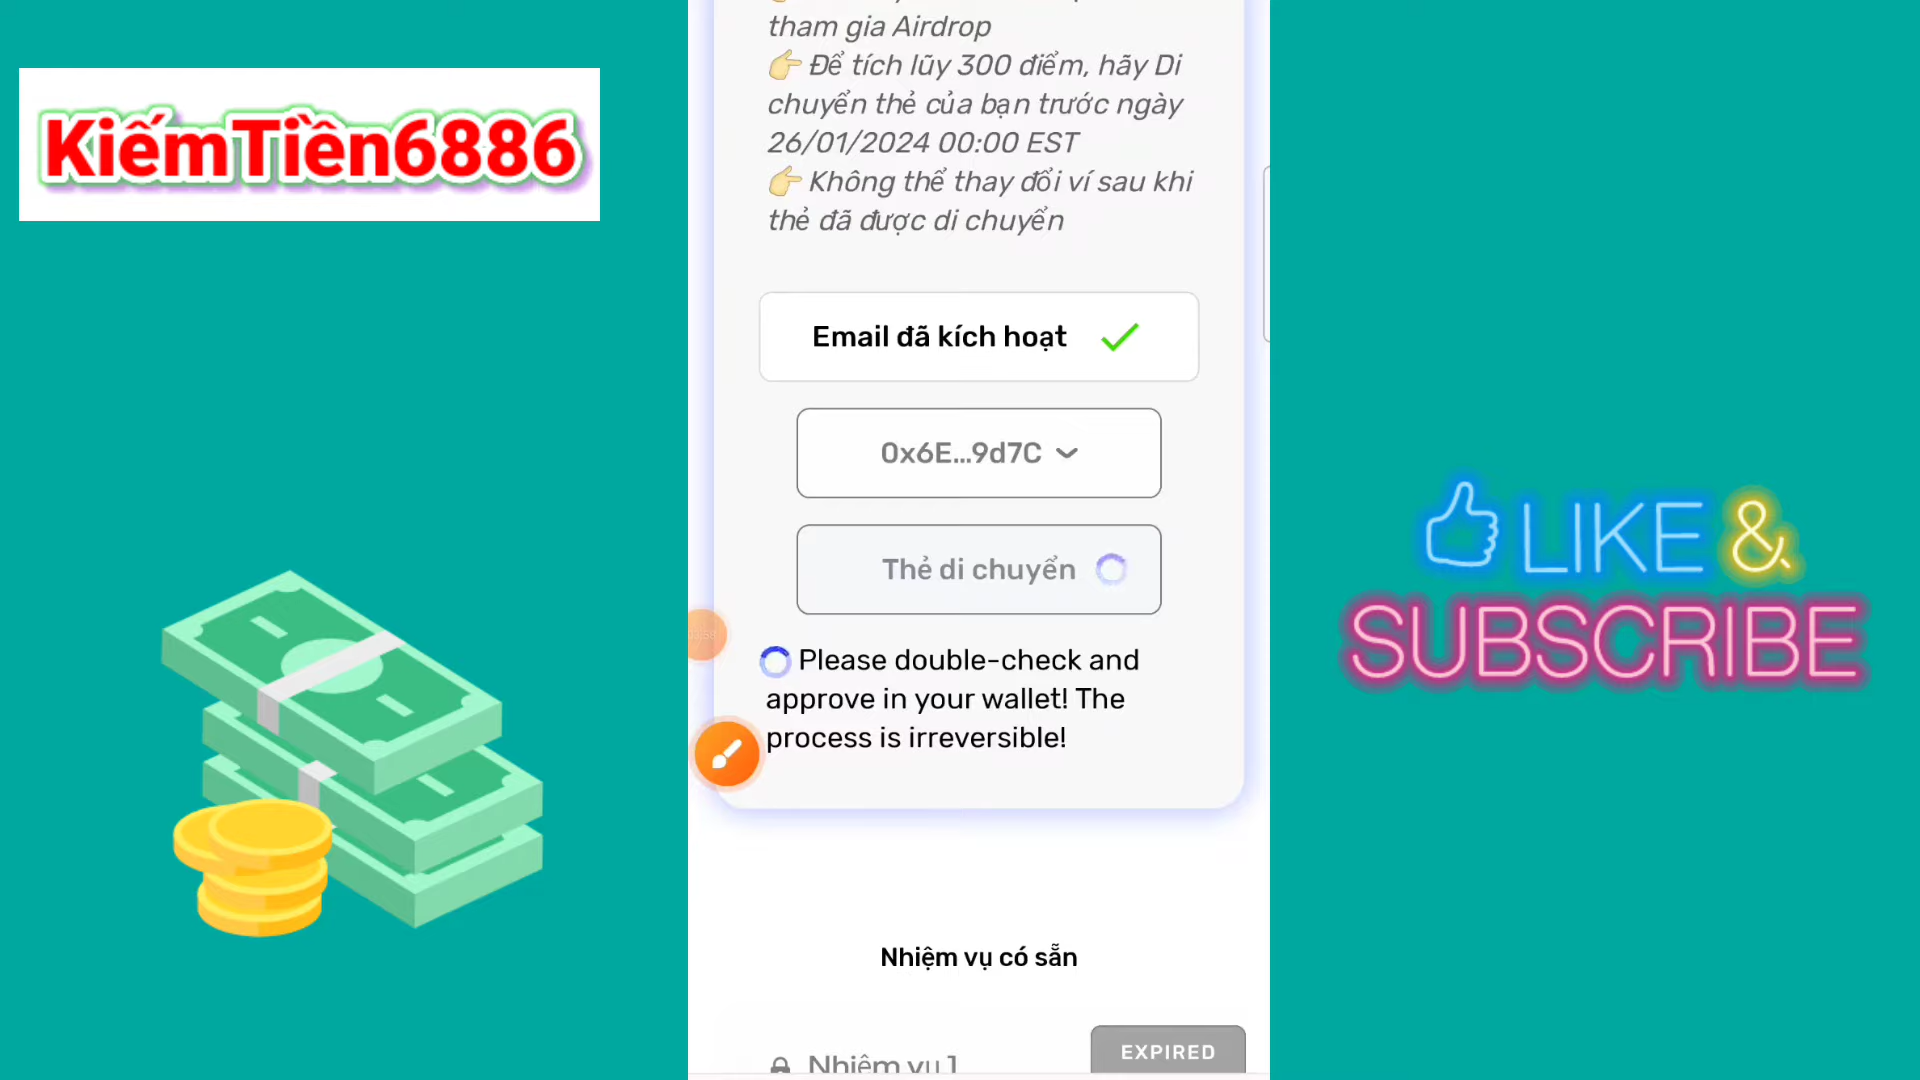 KiếmTiền6886
tham gia Airdrop
👉 Để tích lũy 300 điểm, hãy Di
chuyển thẻ của bạn trước ngày
26/01/2024 00:00 EST
👉 Không thể thay đổi ví sau khi
thẻ đã được di chuyển
Email đã kích hoạt
0x6E...9d7C
Thẻ di chuyển
Please double-check and
approve in your wallet! The
process is irreversible!
LIKE &
SUBSCRIBE
Nhiệm vụ có sẵn
Nhiệm vụ 1
EXPIRED